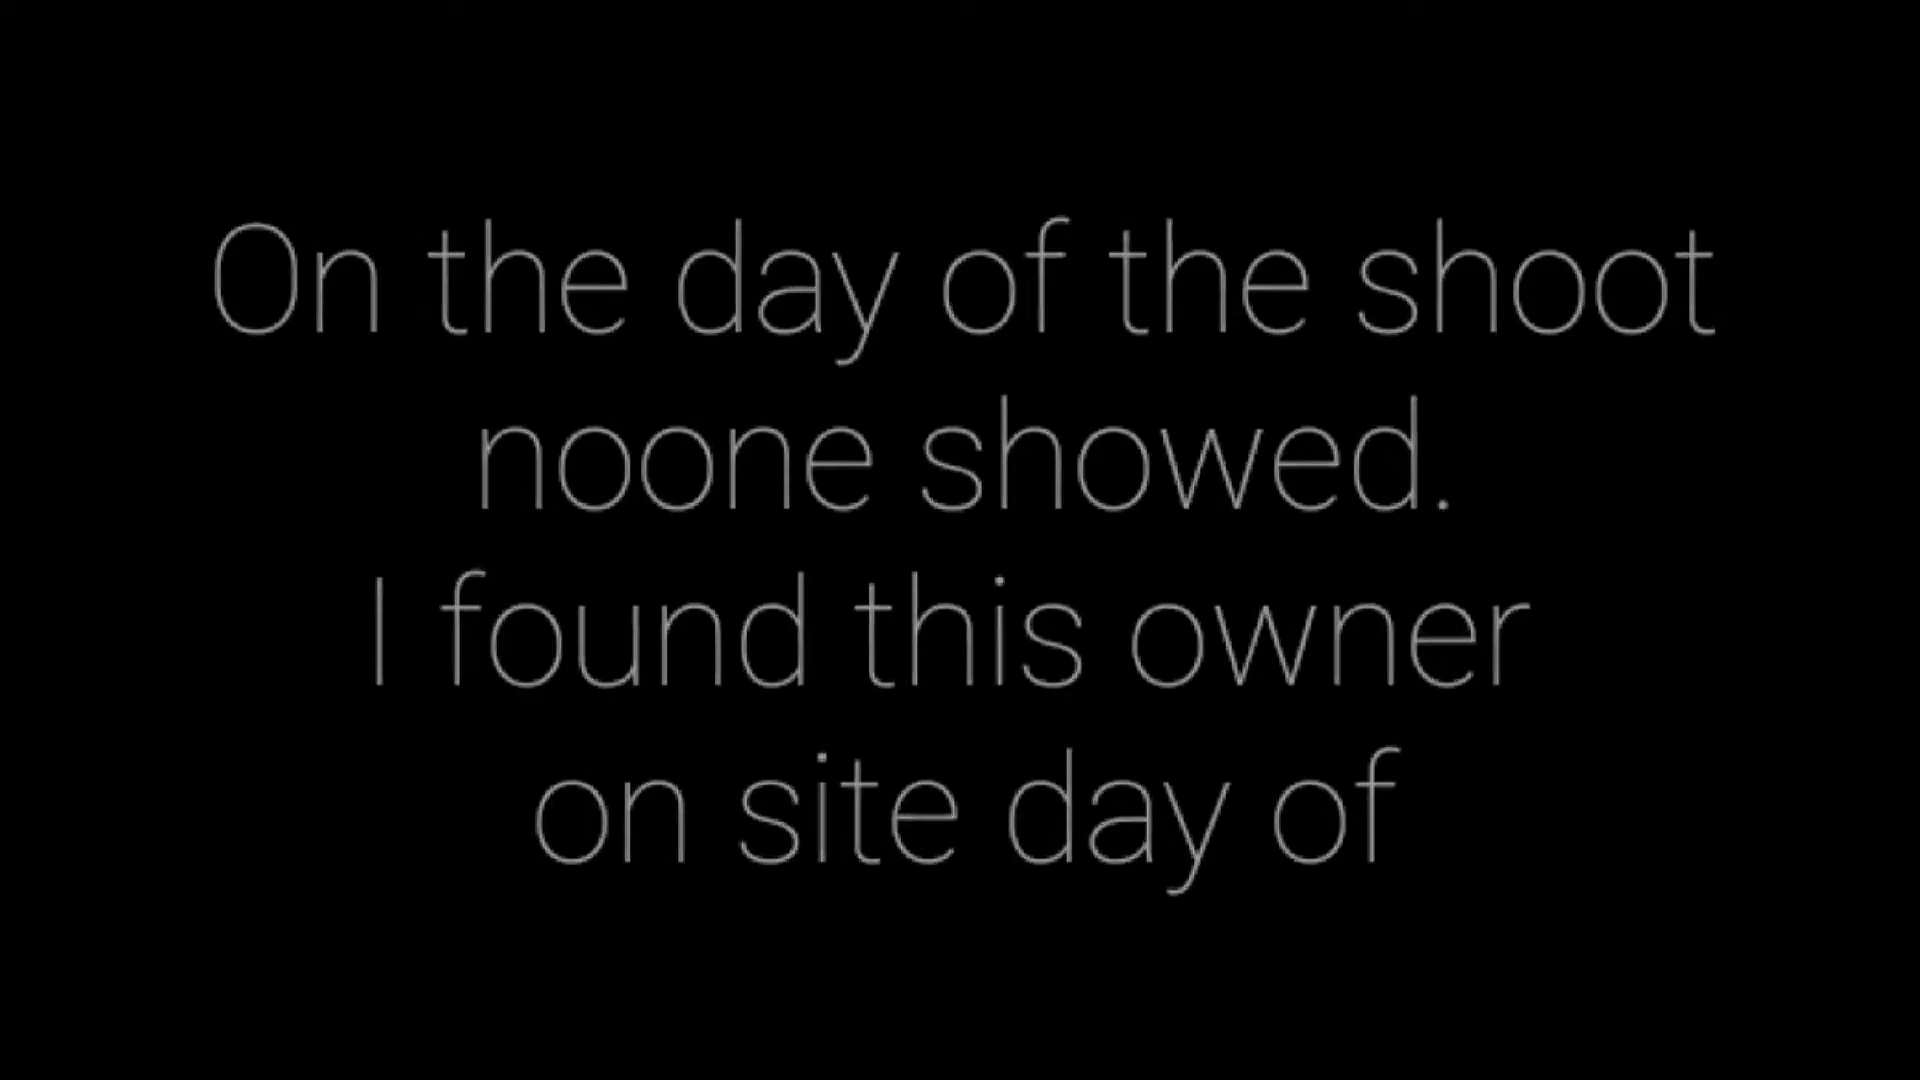 On the day of the shoot
noone showed.
I found this owner
on site day of